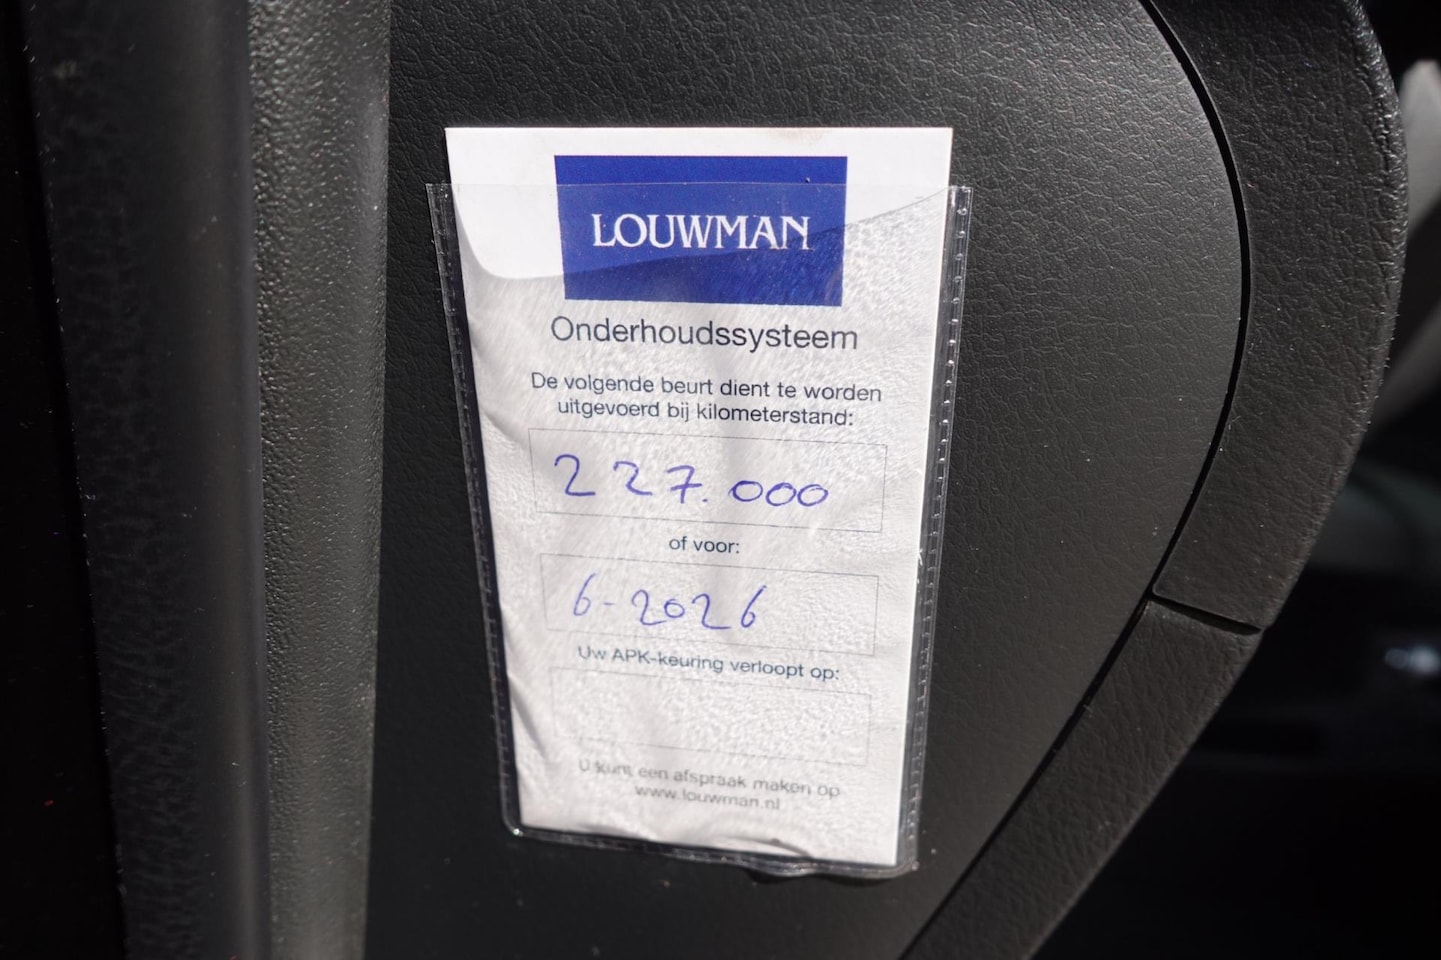 LOUWMAN
Onderhoudssysteem
De volgende beurt dient te worden
uitgevoerd bij kilometerstand:
227.000
of voor:
6-2026
Uw APK-keuring verloopt op:
U kunt een afspraak maken op
www.louwman.nl